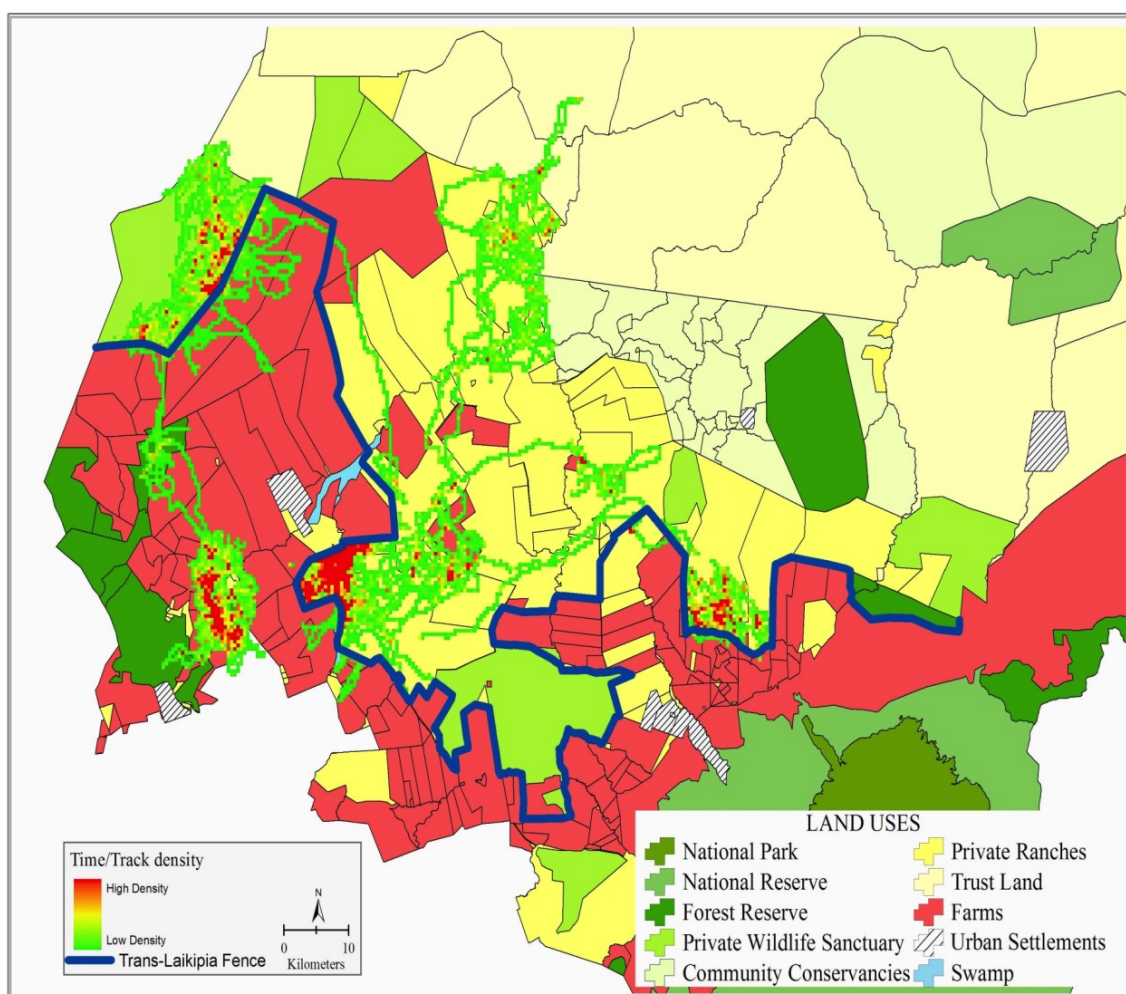 Time/Track density
High Density
Low Density
Trans-Laikipia Fence
N
0 10
Kilometers
LAND USES
National Park
National Reserve
Forest Reserve
Private Wildlife Sanctuary
Community Conservancies
Private Ranches
Trust Land
Farms
Urban Settlements
Swamp